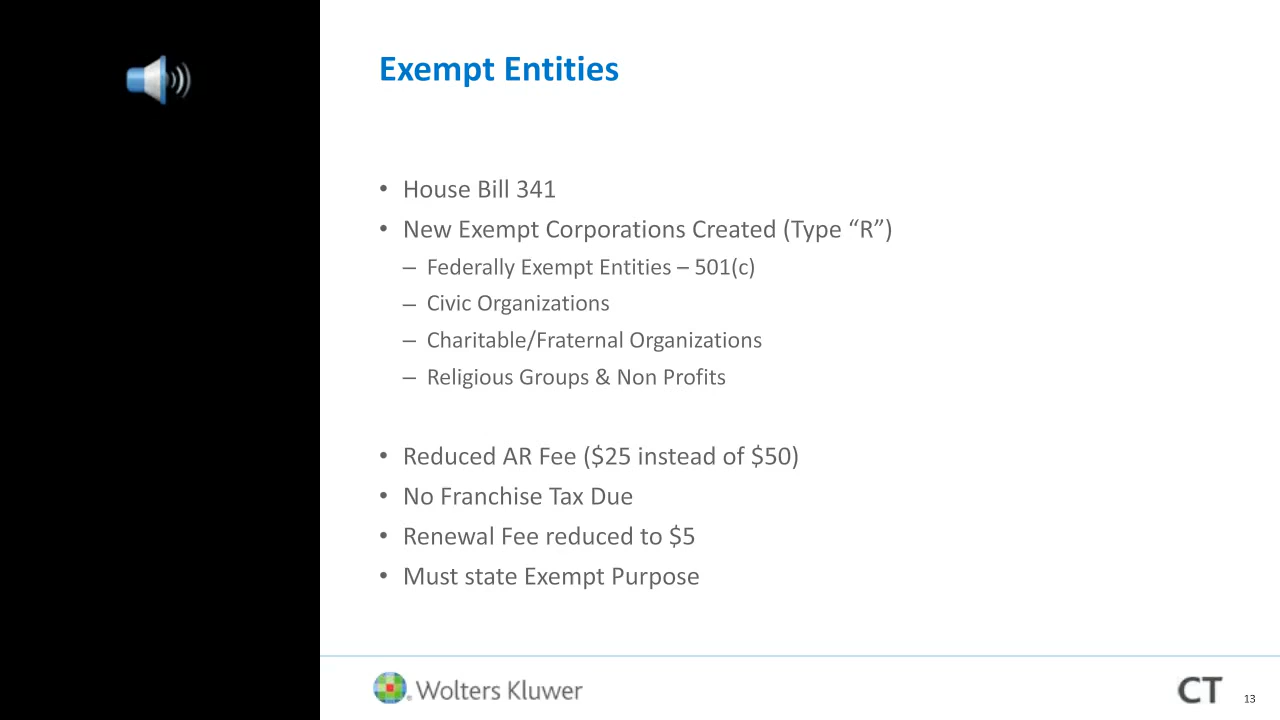 Exempt Entities
• House Bill 341
• New Exempt Corporations Created (Type “R”)
– Federally Exempt Entities – 501(c)
– Civic Organizations
– Charitable/Fraternal Organizations
– Religious Groups & Non Profits
• Reduced AR Fee ($25 instead of $50)
• No Franchise Tax Due
• Renewal Fee reduced to $5
• Must state Exempt Purpose
Wolters Kluwer
CT
13